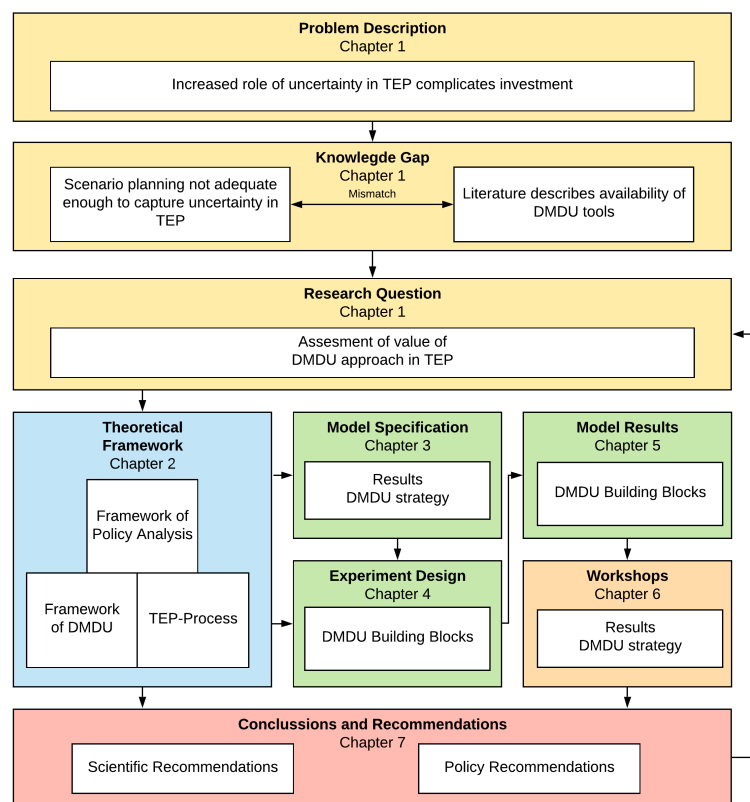 Problem Description
Chapter 1
Increased role of uncertainty in TEP complicates investment
Knowlegde Gap
Chapter 1
Scenario planning not adequate
enough to capture uncertainty in
TEP
Mismatch
Literature describes availability of
DMDU tools
Research Question
Chapter 1
Assesment of value of
DMDU approach in TEP
Theoretical
Framework
Chapter 2
Framework of
Policy Analysis
Framework
of DMDU
TEP-Process
Model Specification
Chapter 3
Results
DMDU strategy
Experiment Design
Chapter 4
DMDU Building Blocks
Model Results
Chapter 5
DMDU Building Blocks
Workshops
Chapter 6
Results
DMDU strategy
Conclussions and Recommendations
Chapter 7
Scientific Recommendations
Policy Recommendations